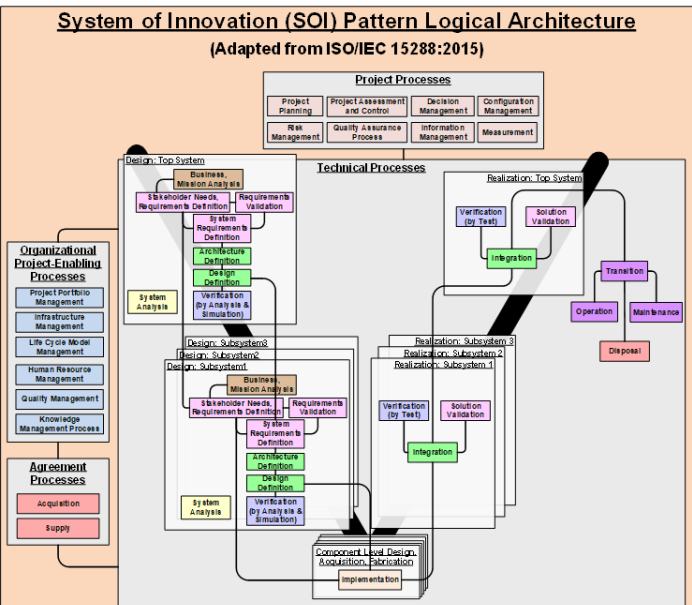 System of Innovation (SOI) Pattern Logical Architecture
(Adapted from ISO/IEC 15288:2015)
Project Processes
Project
Planning
Project Assessment
and Control
Decision
Management
Configuration
Management
Risk
Management
Quality Assurance
Process
Information
Management
Measurement
Technical Processes
Design: Top System
Business,
Mission Analysis
Stakeholder Needs,
Requirements Definition
Requirements
Validation
System
Requirements
Definition
Architecture
Definition
Design
Definition
System
Analysis
Verification
(by Analysis &
Simulation)
Realization: Top System
Verification
(by Test)
Solution
Validation
Integration
Transition
Operation
Maintenance
Disposal
Organizational
Project-Enabling
Processes
Project Portfolio
Management
Infrastructure
Management
Life Cycle Model
Management
Human Resource
Management
Quality Management
Knowledge
Management Process
Agreement
Processes
Acquisition
Supply
Design: Subsystem3
Design: Subsystem2
Design: Subsystem1
Business,
Mission Analysis
Stakeholder Needs,
Requirements Definition
Requirements
Validation
System
Requirements
Definition
Architecture
Definition
Design
Definition
System
Analysis
Verification
(by Analysis &
Simulation)
Realization: Subsystem 3
Realization: Subsystem 2
Realization: Subsystem 1
Verification
(by Test)
Solution
Validation
Integration
Component Level Design,
Acquisition, Fabrication
Implementation